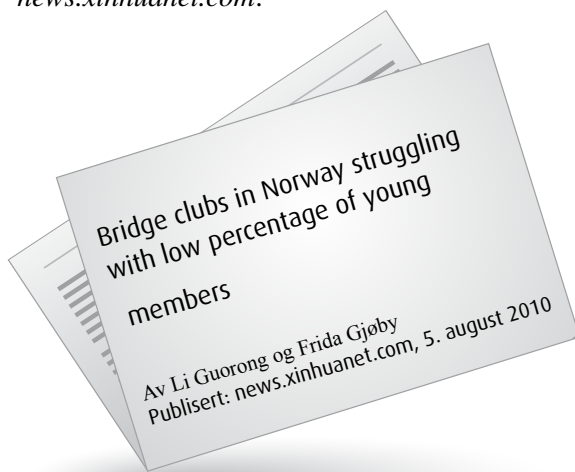 news.xinhuanet.com:
Bridge clubs in Norway struggling
with low percentage of young
members
Av Li Guorong og Frida Gjøby
Publisert: news.xinhuanet.com, 5. august 2010